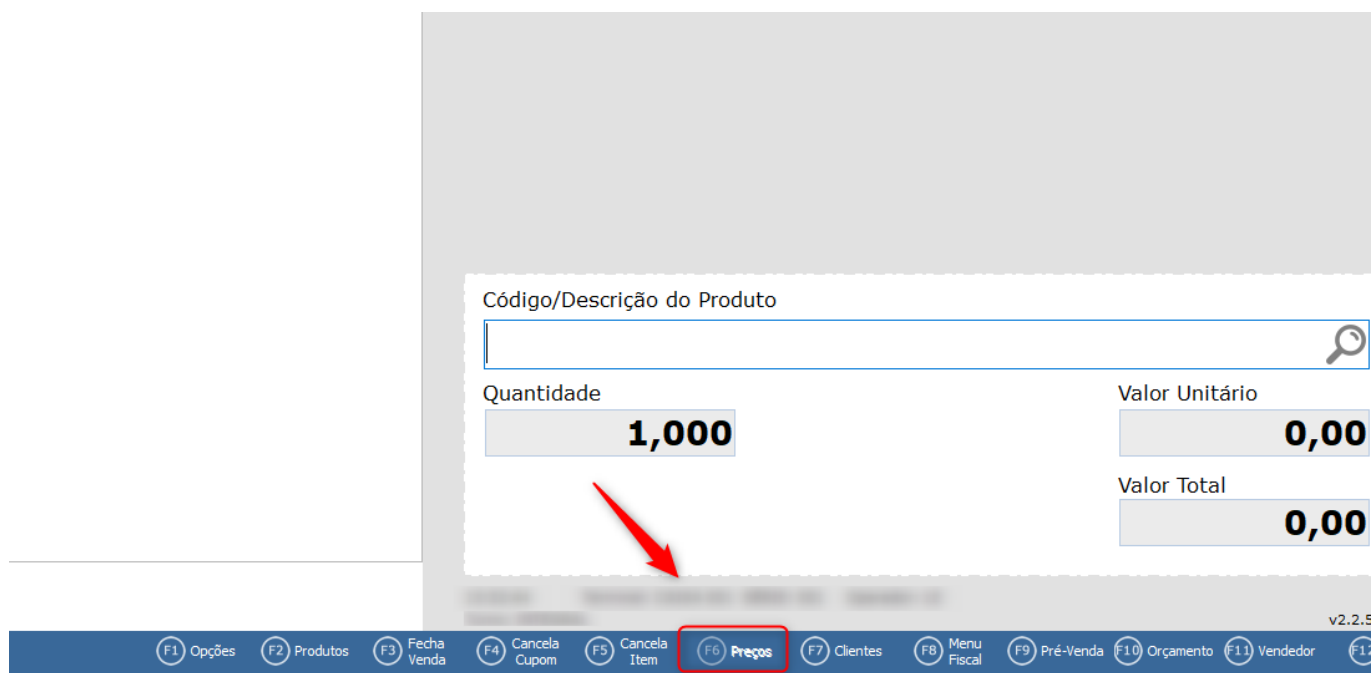 Código/Descrição do Produto
Quantidade
Valor Unitário
1,000
0,00
Valor Total
0,00
v2.2.5
F1 Opções
F2 Produtos
F3 Fecha Venda
F4 Cancela Cupom
F5 Cancela Item
F6 Preços
F7 Clientes
F8 Menu Fiscal
F9 Pré-Venda
F10 Orçamento
F11 Vendedor
F12